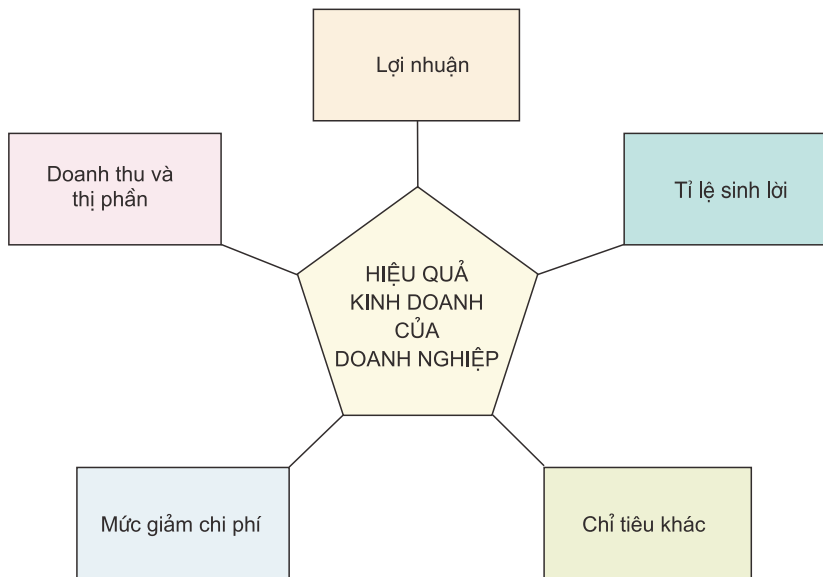 Lợi nhuận
Doanh thu và
thị phần
Tỉ lệ sinh lời
HIỆU QUẢ
KINH DOANH
CỦA
DOANH NGHIỆP
Mức giảm chi phí
Chỉ tiêu khác